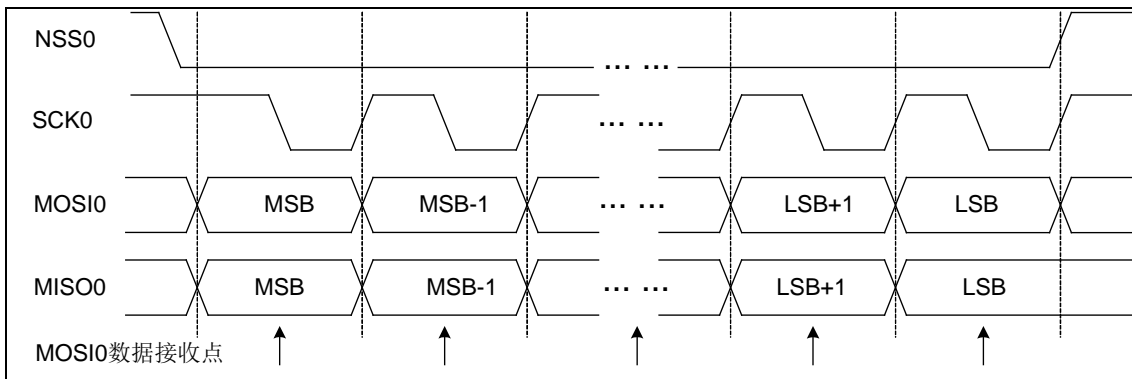 NSS0
... ...
SCK0
... ...
MOSI0 MSB MSB-1 ... ... LSB+1 LSB
MISO0 MSB MSB-1 ... ... LSB+1 LSB
MOSI0数据接收点